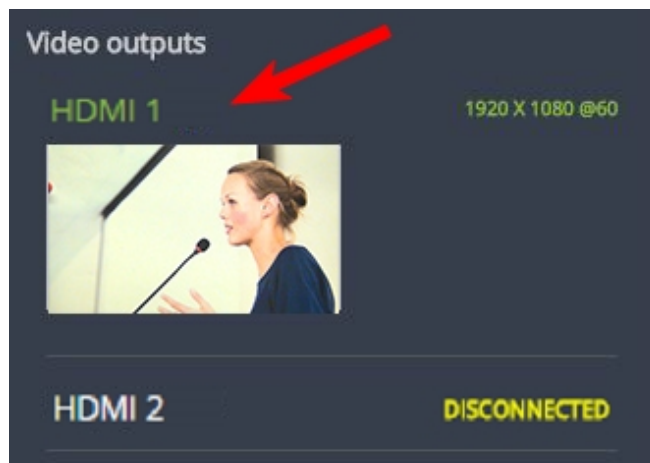 Video outputs
HDMI 1
1920 X 1080 @60
HDMI 2
DISCONNECTED